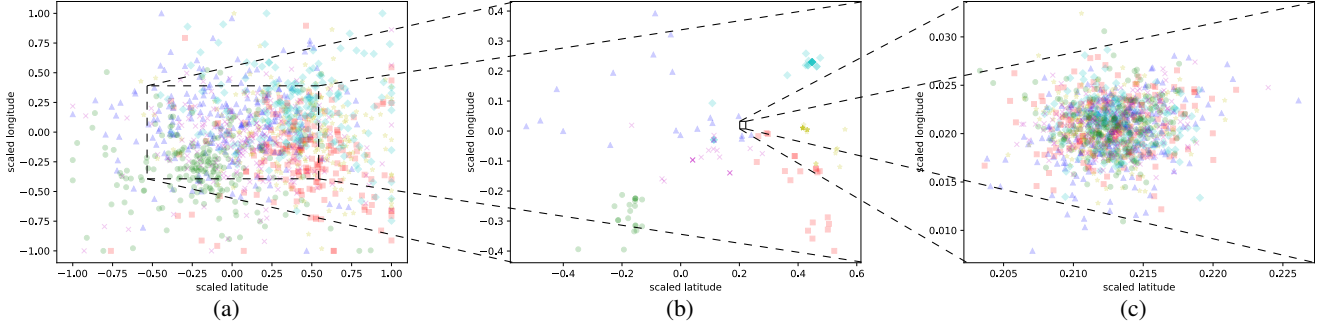 1.00
0.75
0.50
0.25
0.00
−0.25
−0.50
−0.75
−1.00
scaled longitude
−1.00 −0.75 −0.50 −0.25 0.00 0.25 0.50 0.75 1.00
scaled latitude
(a)
0.4
0.3
0.2
0.1
0.0
−0.1
−0.2
−0.3
−0.4
scaled longitude
−0.4 −0.2 0.0 0.2 0.4 0.6
scaled latitude
(b)
0.030
0.025
0.020
0.015
0.010
scaled longitude
0.205 0.210 0.215 0.220 0.225
scaled latitude
(c)